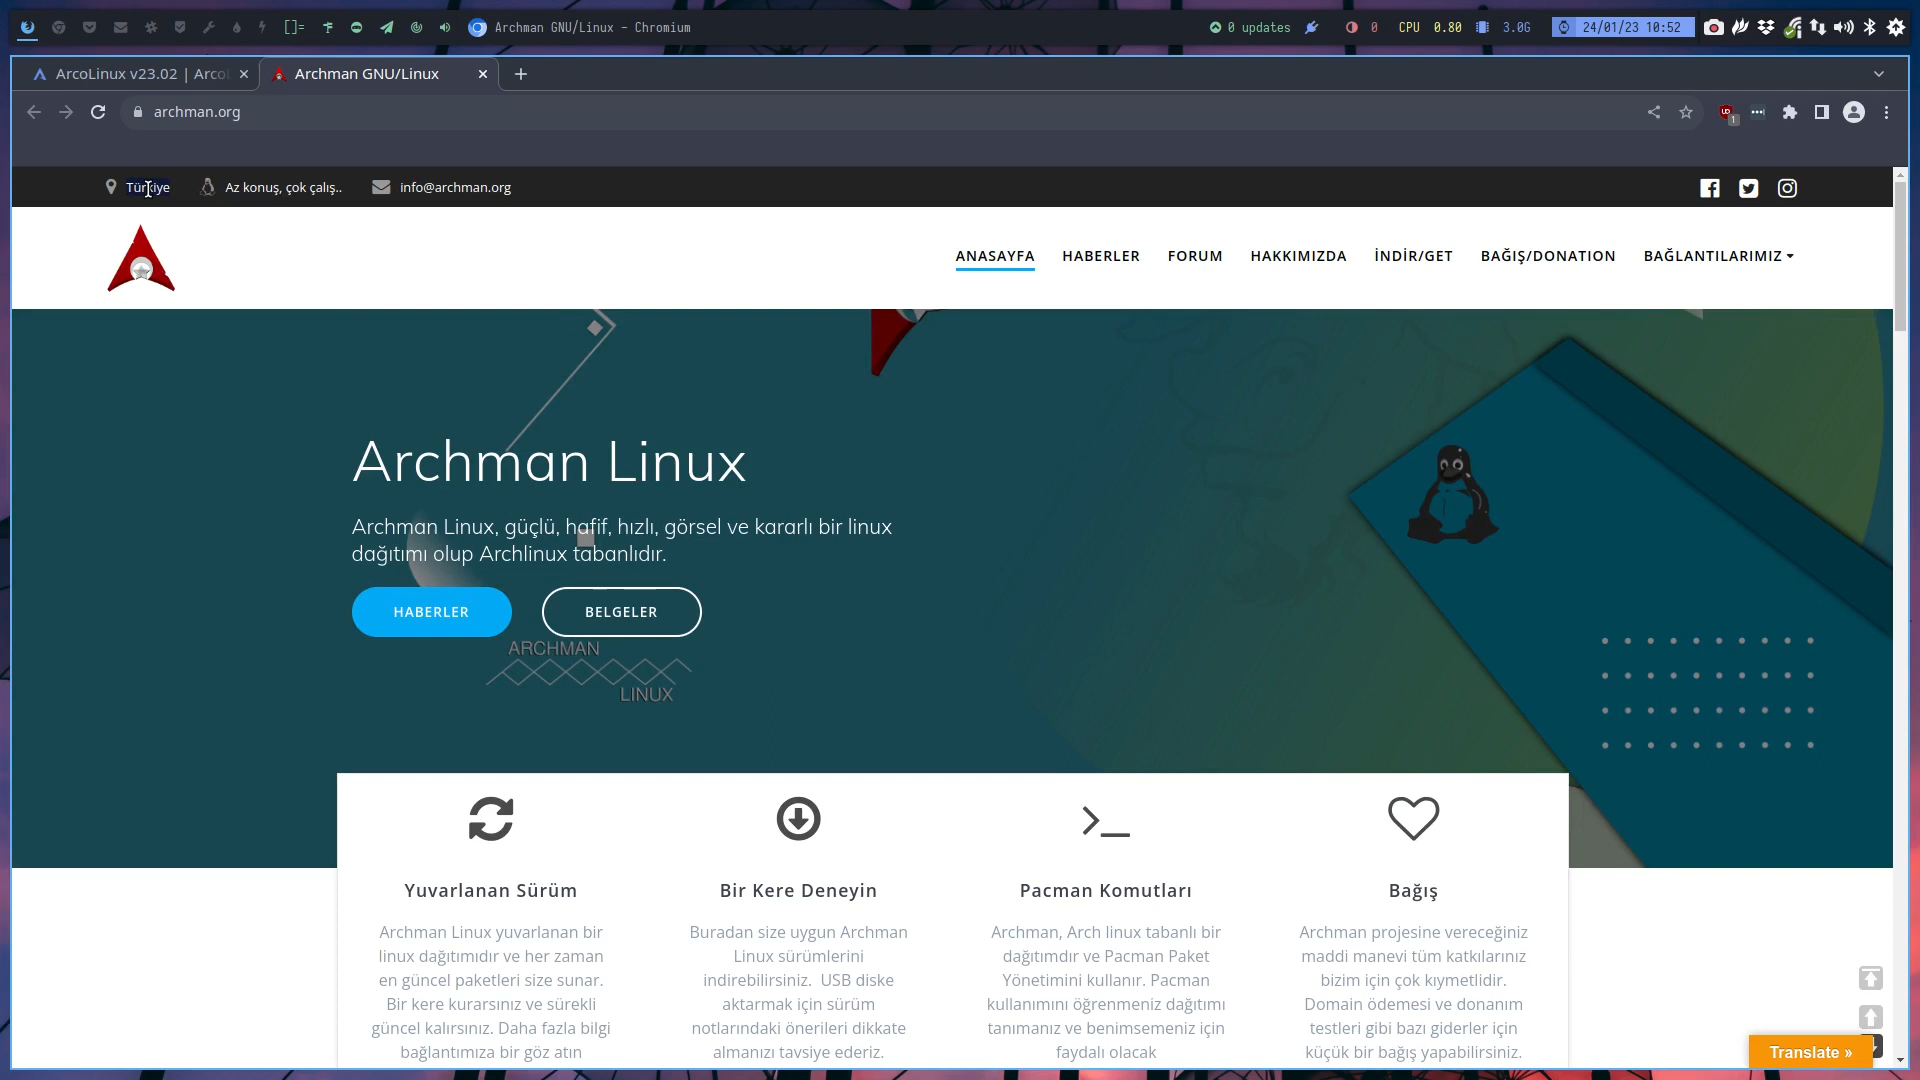 Archman GNU/Linux - Chromium
0 updates
0
CPU 0.80
3.0G
24/01/23 10:52
ArcoLinux v23.02 | Arco
Archman GNU/Linux
archman.org
Türkiye
Az konuş, çok çalış..
info@archman.org
ANASAYFA
HABERLER
FORUM
HAKKIMIZDA
İNDİR/GET
BAĞIŞ/DONATION
BAĞLANTILARIMIZ
Archman Linux
Archman Linux, güçlü, hafif, hızlı, görsel ve kararlı bir linux
dağıtımı olup Archlinux tabanlıdır.
HABERLER
BELGELER
ARCHMAN
LINUX
Yuvarlanan Sürüm
Archman Linux yuvarlanan bir
linux dağıtımıdır ve her zaman
en güncel paketleri size sunar.
Bir kere kurarsınız ve sürekli
güncel kalırsınız. Daha fazla bilgi
bağlantımıza bir göz atın
Bir Kere Deneyin
Buradan size uygun Archman
Linux sürümlerini
indirebilirsiniz. USB diske
aktarmak için sürüm
notlarındaki önerileri dikkate
almanızı tavsiye ederiz.
Pacman Komutları
Archman, Arch linux tabanlı bir
dağıtımdır ve Pacman Paket
Yönetimini kullanır. Pacman
kullanımını öğrenmeniz dağıtımı
tanımanız ve benimsemeniz için
faydalı olacak
Bağış
Archman projesine vereceğiniz
maddi manevi tüm katkılarınız
bizim için çok kıymetlidir.
Domain ödemesi ve donanım
testleri gibi bazı giderler için
küçük bir bağış yapabilirsiniz.
Translate »